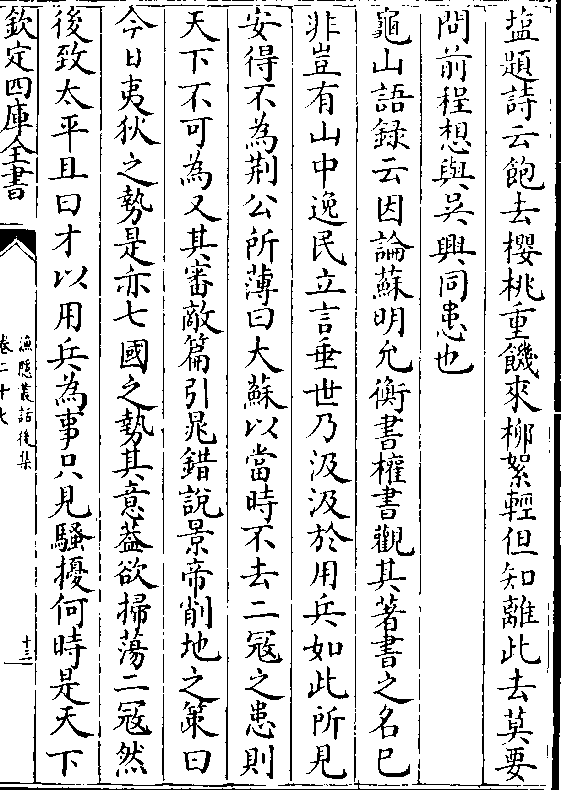 塩題詩云飽去櫻桃重饑來柳絮輕但知離此去莫要
問前程想與吳興同患也
龜山語録云因論蘇明允衡書權書觀其著書之名已
非豈有山中逸民立言垂世乃汲汲於用兵如此所見
安得不為荆公所薄曰大蘇以當時不去二冦之患則
天下不可為又其審敵篇引晁錯說景帝削地之策曰
今日夷狄之勢是亦七國之勢其意葢欲掃蕩二冦然
後致太平且曰才以用兵為事只見騷擾何時是天下
欽定四庫全書
漁隱叢話後集
卷二十七
十三